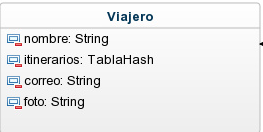 Viajero
nombre: String
itinerarios: TablaHash
correo: String
foto: String